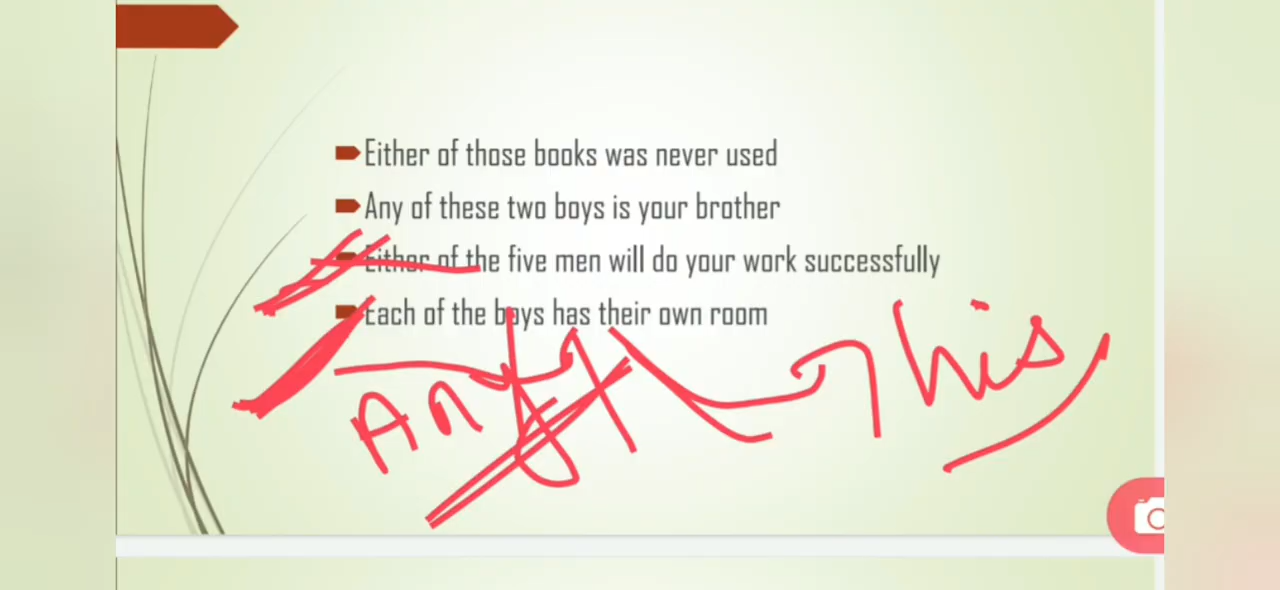 Either of those books was never used
Any of these two boys is your brother
Either of the five men will do your work successfully
Each of the boys has their own room
Any
This